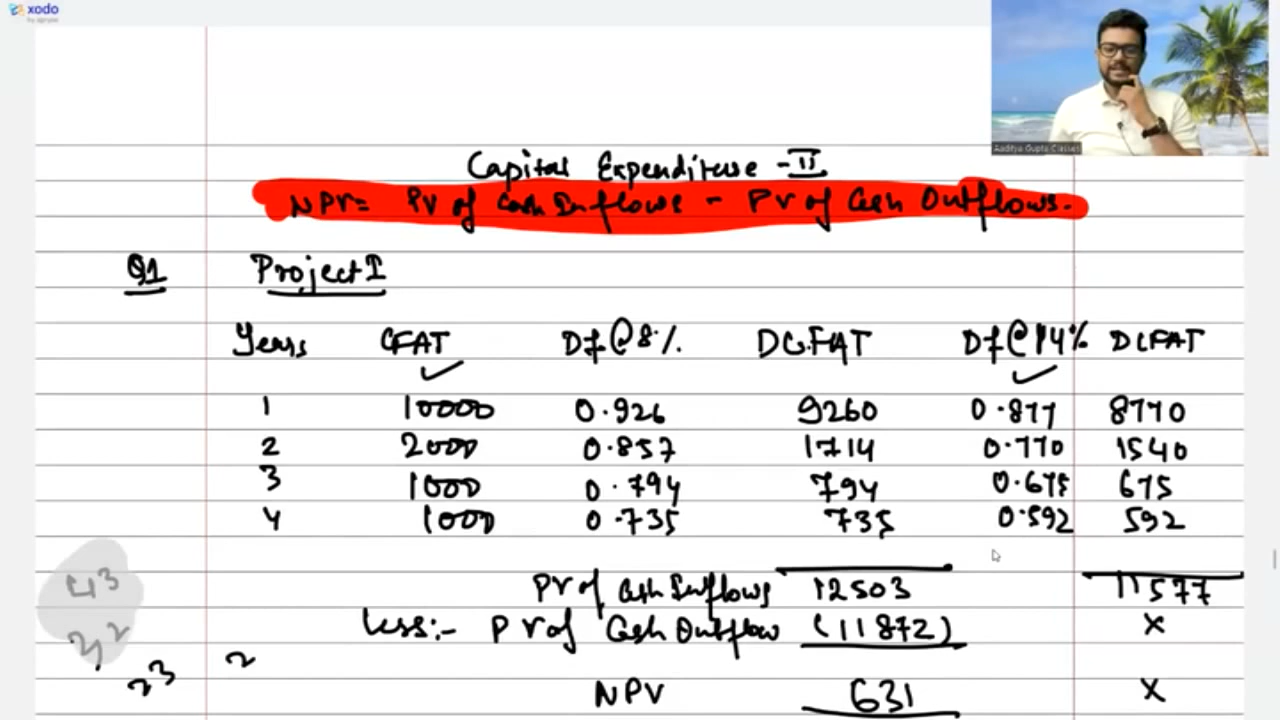 xodo
by apryse
Aaditya Gupta Classes
Capital Expenditure - II
NPV= PV of Cash Inflows - PV of Cash Outflows.
Q1 Project I
Years CFAT Df@8% DCFAT Df@14% DCFAT
1 10000 0.926 9260 0.877 8770
2 2000 0.857 1714 0.770 1540
3 1000 0.794 794 0.675 675
4 1000 0.735 735 0.592 592
PV of Cash Inflows 12503 11577
less:- PV of Cash Outflow (11872) X
NPV 631 X